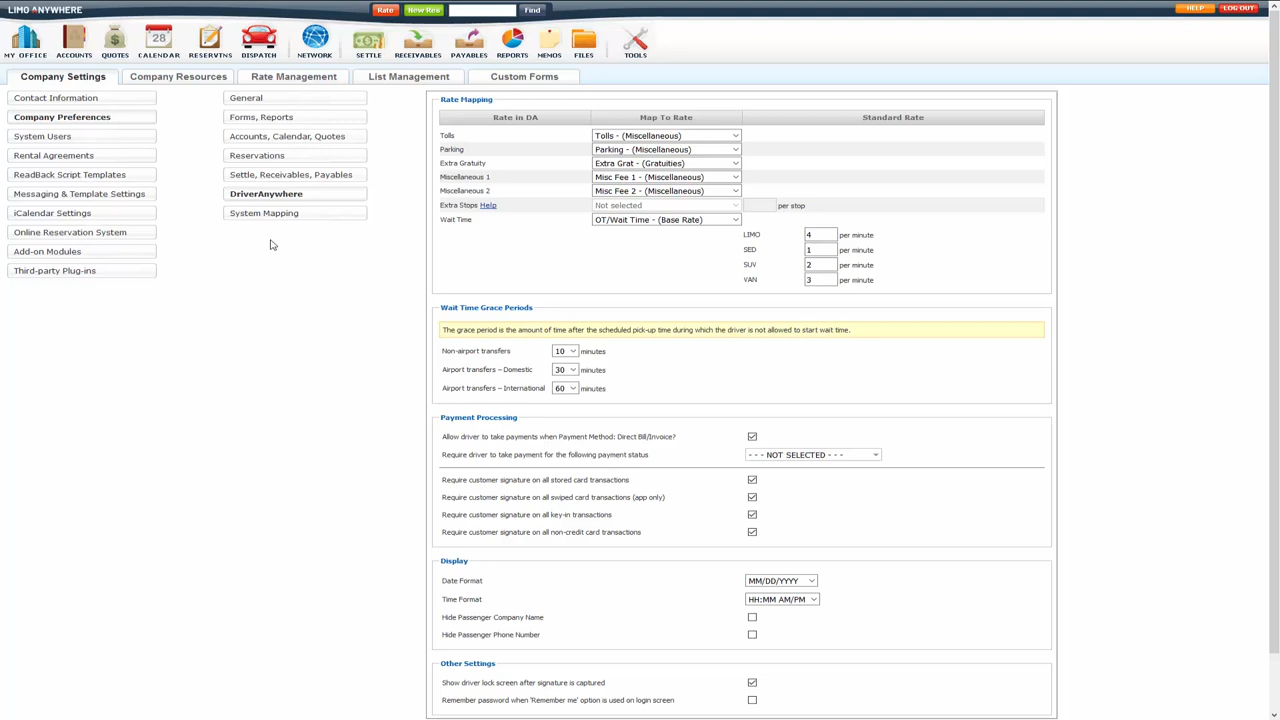 LIMO ANYWHERE Rate New Res Find HELP LOG OUT
28
MY OFFICE ACCOUNTS QUOTES CALENDAR RESERVTNS DISPATCH NETWORK SETTLE RECEIVABLES PAYABLES REPORTS MEMOS FILES TOOLS
Company Settings Company Resources Rate Management List Management Custom Forms
Contact Information
Company Preferences
System Users
Rental Agreements
ReadBack Script Templates
Messaging & Template Settings
iCalendar Settings
Online Reservation System
Add-on Modules
Third-party Plug-ins
General
Forms, Reports
Accounts, Calendar, Quotes
Reservations
Settle, Receivables, Payables
DriverAnywhere
System Mapping
Rate Mapping
Rate in DA Map To Rate Standard Rate
Tolls Tolls - (Miscellaneous)
Parking Parking - (Miscellaneous)
Extra Gratuity Extra Grat - (Gratuities)
Miscellaneous 1 Misc Fee 1 - (Miscellaneous)
Miscellaneous 2 Misc Fee 2 - (Miscellaneous)
Extra Stops Help Not selected per stop
Wait Time OT/Wait Time - (Base Rate)
LIMO 4 per minute
SED 1 per minute
SUV 2 per minute
VAN 3 per minute
Wait Time Grace Periods
The grace period is the amount of time after the scheduled pick-up time during which the driver is not allowed to start wait time.
Non-airport transfers 10 minutes
Airport transfers – Domestic 30 minutes
Airport transfers – International 60 minutes
Payment Processing
Allow driver to take payments when Payment Method: Direct Bill/Invoice?
Require driver to take payment for the following payment status - - - NOT SELECTED - - -
Require customer signature on all stored card transactions
Require customer signature on all swiped card transactions (app only)
Require customer signature on all key-in transactions
Require customer signature on all non-credit card transactions
Display
Date Format MM/DD/YYYY
Time Format HH:MM AM/PM
Hide Passenger Company Name
Hide Passenger Phone Number
Other Settings
Show driver lock screen after signature is captured
Remember password when 'Remember me' option is used on login screen